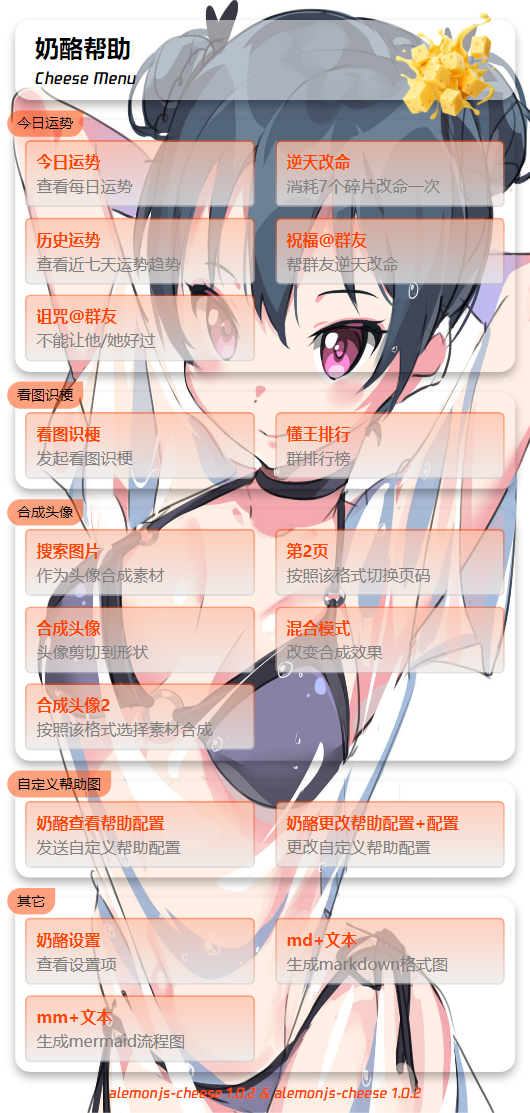 奶酪帮助
Cheese Menu
今日运势
今日运势
查看每日运势
逆天改命
消耗7个碎片改命一次
历史运势
查看近七天运势趋势
祝福@群友
帮群友逆天改命
诅咒@群友
不能让他/她好过
看图识梗
看图识梗
发起看图识梗
懂王排行
群排行榜
合成头像
搜索图片
作为头像合成素材
第2页
按照该格式切换页码
合成头像
头像剪切到形状
混合模式
改变合成效果
合成头像2
按照该格式选择素材合成
自定义帮助图
奶酪查看帮助配置
发送自定义帮助配置
奶酪更改帮助配置+配置
更改自定义帮助配置
其它
奶酪设置
查看设置项
md+文本
生成markdown格式图
mm+文本
生成mermaid流程图
alemonjs-cheese 1.0.2 & alemonjs-cheese 1.0.2